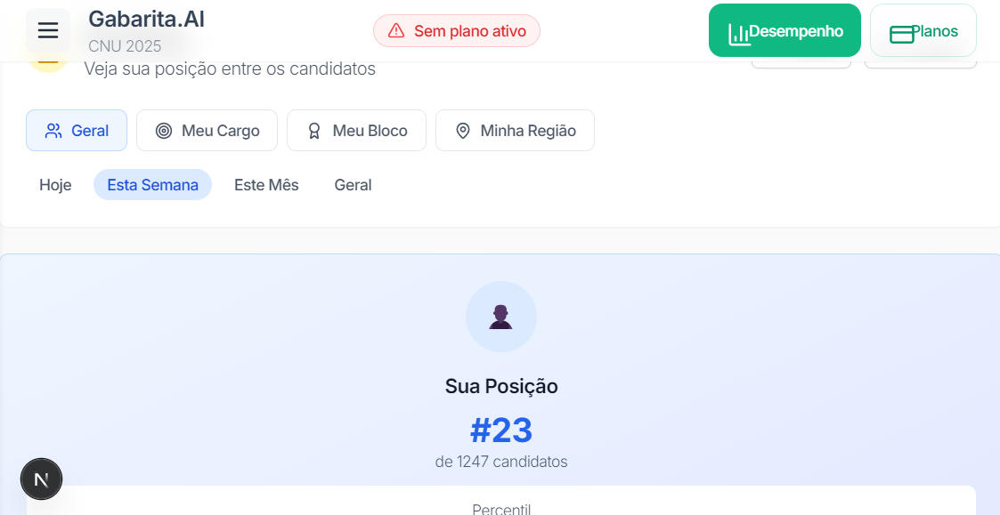 Gabarita.AI
CNU 2025
Sem plano ativo
Desempenho
Planos
Veja sua posição entre os candidatos
Geral
Meu Cargo
Meu Bloco
Minha Região
Hoje
Esta Semana
Este Mês
Geral
Sua Posição
#23
de 1247 candidatos
N
Percentil